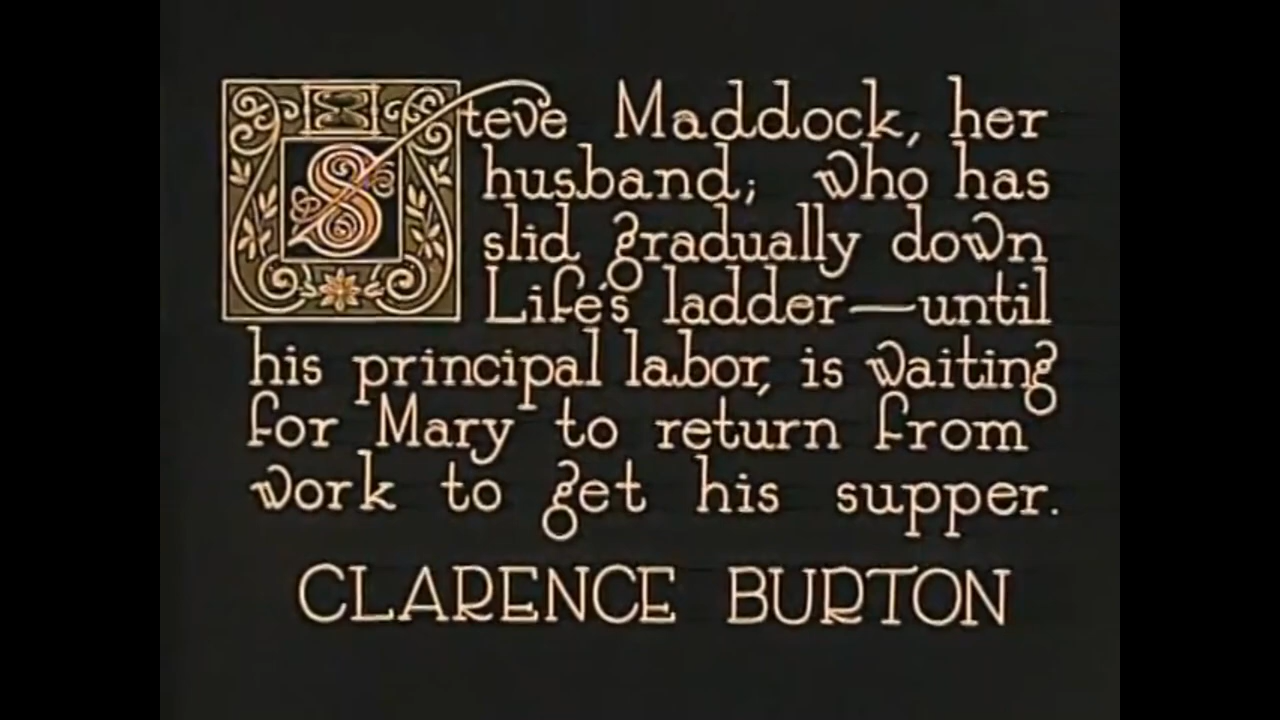 Steve Maddock, her
husband; who has
slid gradually down
Life's ladder—until
his principal labor, is waiting
for Mary to return from
work to get his supper.
CLARENCE BURTON